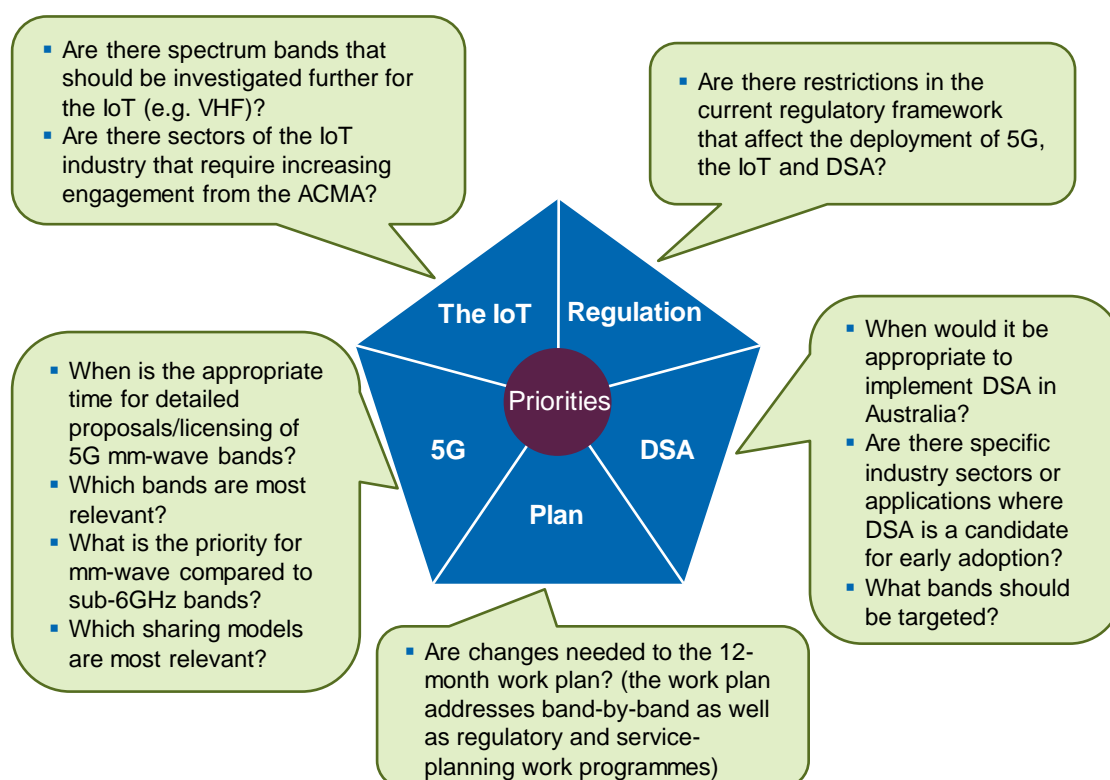 ▪ Are there spectrum bands that
should be investigated further for
the IoT (e.g. VHF)?
▪ Are there sectors of the IoT
industry that require increasing
engagement from the ACMA?
▪ Are there restrictions in the
current regulatory framework
that affect the deployment of 5G,
the IoT and DSA?
The IoT
Regulation
Priorities
5G
DSA
Plan
▪ When is the appropriate
time for detailed
proposals/licensing of
5G mm-wave bands?
▪ Which bands are most
relevant?
▪ What is the priority for
mm-wave compared to
sub-6GHz bands?
▪ Which sharing models
are most relevant?
▪ When would it be
appropriate to
implement DSA in
Australia?
▪ Are there specific
industry sectors or
applications where
DSA is a candidate
for early adoption?
▪ What bands should
be targeted?
▪ Are changes needed to the 12-
month work plan? (the work plan
addresses band-by-band as well
as regulatory and service-
planning work programmes)